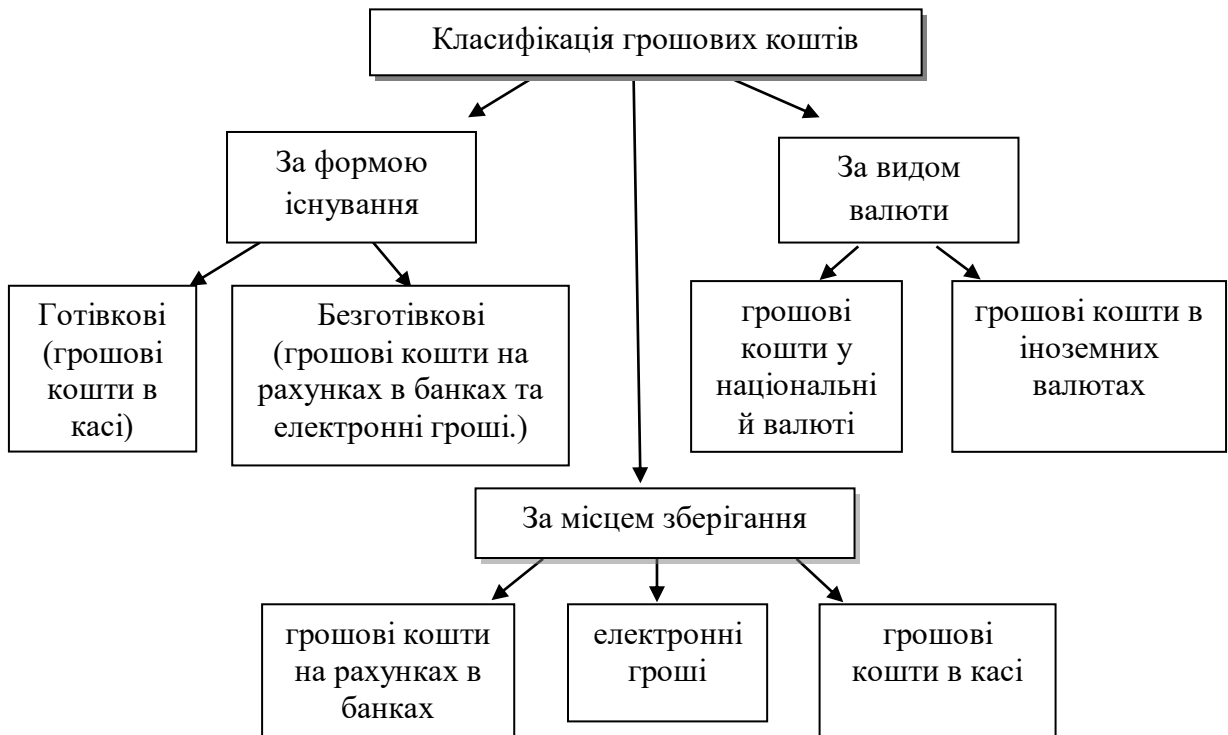 Класифікація грошових коштів
За формою
існування
За видом
валюти
Готівкові
(грошові
кошти в
касі)
Безготівкові
(грошові кошти на
рахунках в банках та
електронні гроші.)
грошові
кошти у
національні
й валюті
грошові кошти в
іноземних
валютах
За місцем зберігання
грошові кошти
на рахунках в
банках
електронні
гроші
грошові
кошти в касі